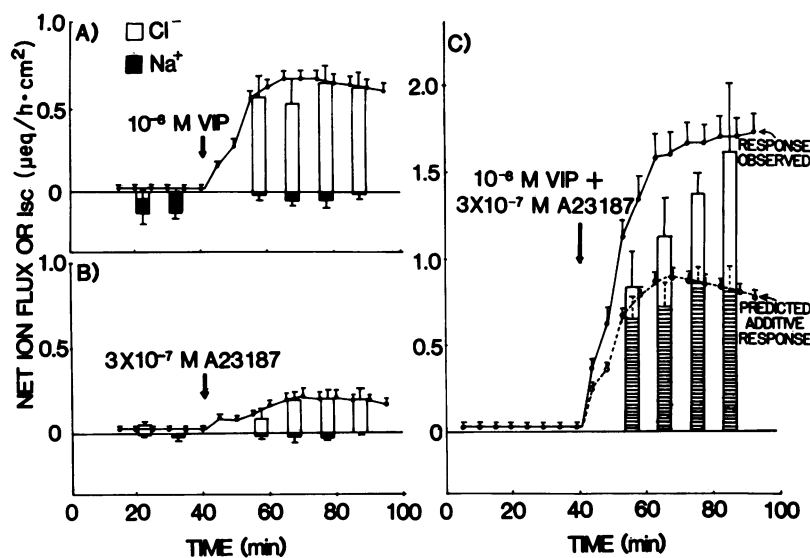 NET ION FLUX OR Isc (μeq/h·cm²)
A)
Cl⁻
Na⁺
1.0
0.5
0
10⁻⁶ M VIP
B)
1.0
0.5
0
3X10⁻⁷ M A23187
0 20 40 60 80 100
TIME (min)
C)
2.0
1.5
1.0
0.5
0
10⁻⁶ M VIP +
3X10⁻⁷ M A23187
RESPONSE
OBSERVED
PREDICTED
ADDITIVE
RESPONSE
0 20 40 60 80 100
TIME (min)